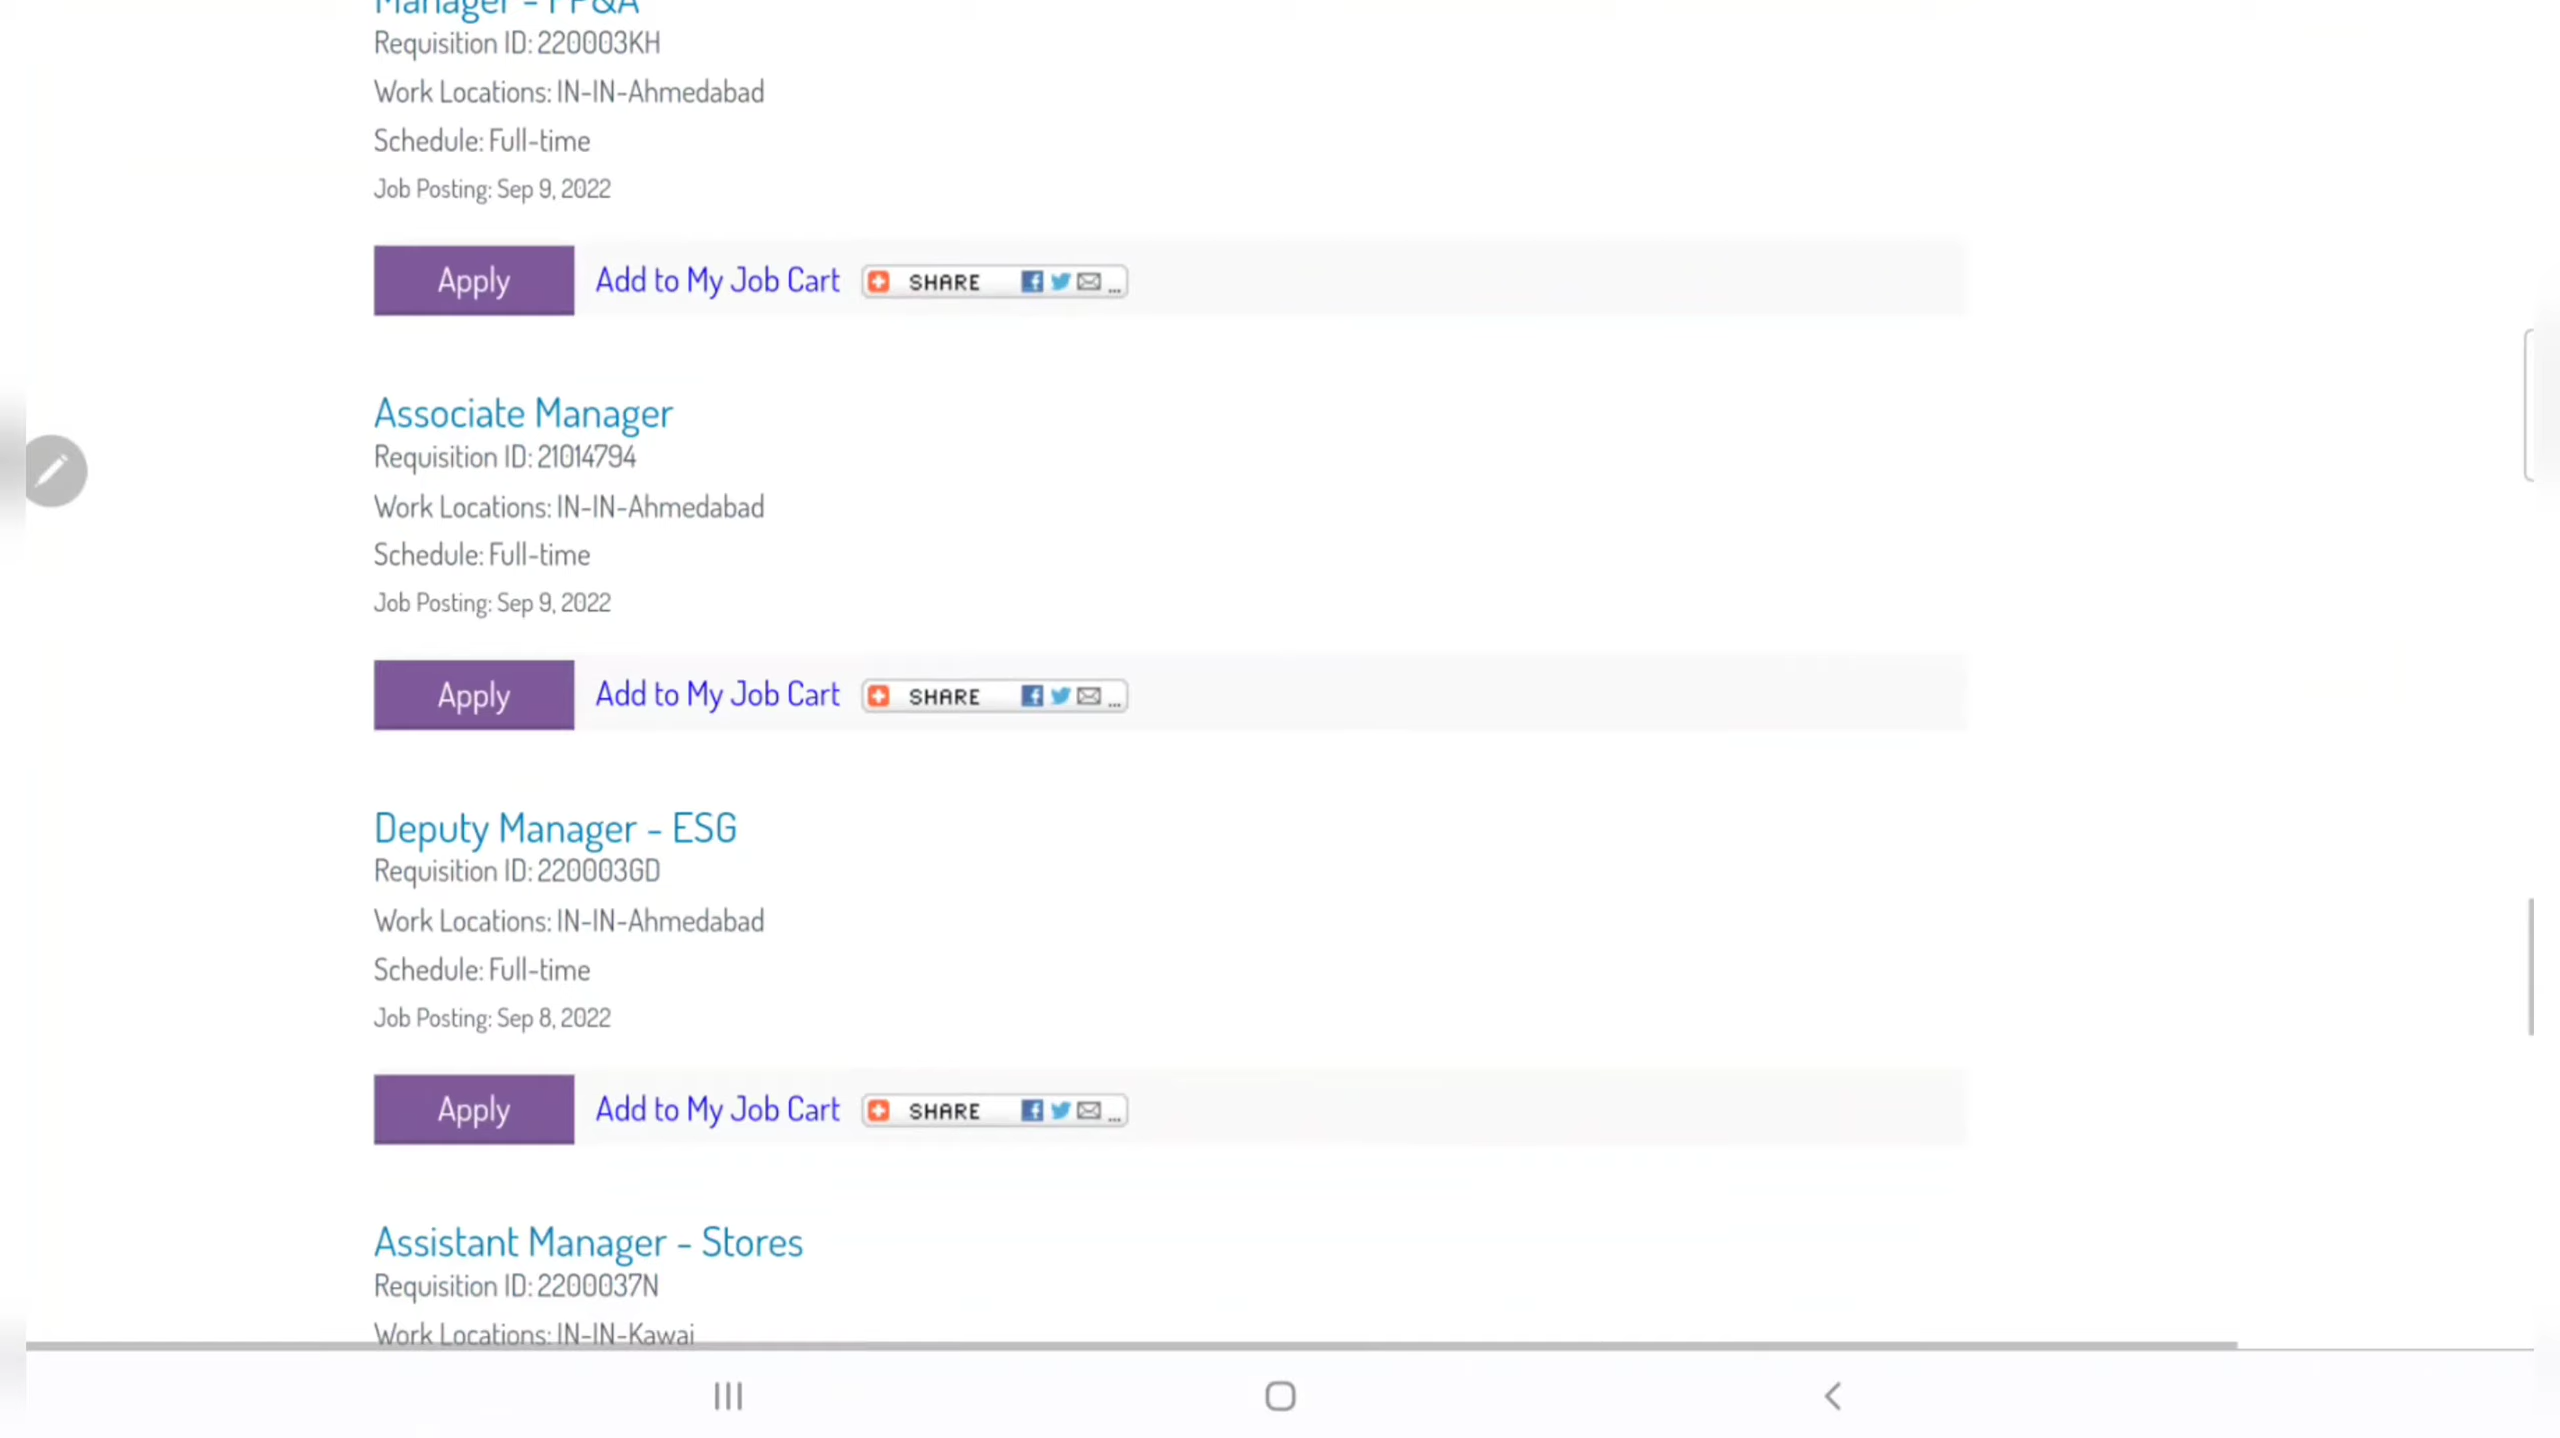 Manager - FP&A
Requisition ID: 220003KH
Work Locations: IN-IN-Ahmedabad
Schedule: Full-time
Job Posting: Sep 9, 2022
Apply Add to My Job Cart SHARE ...
Associate Manager
Requisition ID: 21014794
Work Locations: IN-IN-Ahmedabad
Schedule: Full-time
Job Posting: Sep 9, 2022
Apply Add to My Job Cart SHARE ...
Deputy Manager - ESG
Requisition ID: 220003GD
Work Locations: IN-IN-Ahmedabad
Schedule: Full-time
Job Posting: Sep 8, 2022
Apply Add to My Job Cart SHARE ...
Assistant Manager - Stores
Requisition ID: 2200037N
Work Locations: IN-IN-Kawai